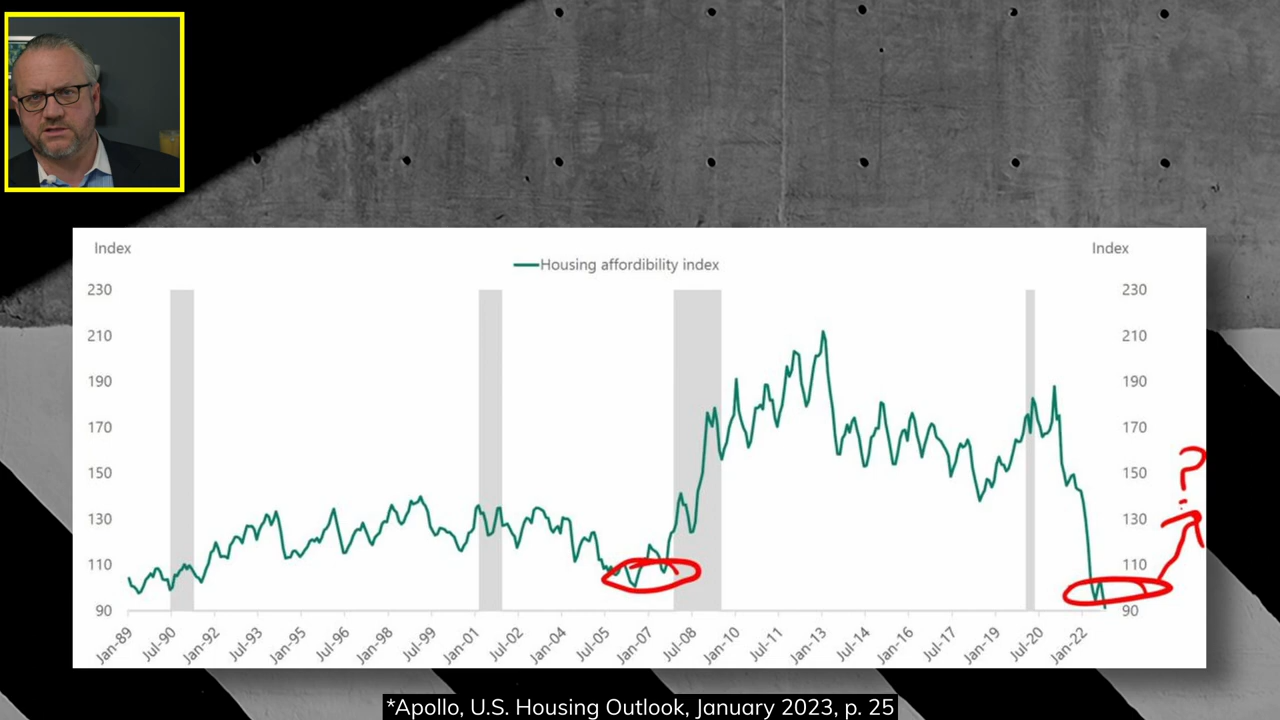 Index
Index
Housing affordibility index
230
230
210
210
190
190
170
170
150
150
130
130
110
110
90
90
Jan-89
Jul-90
Jan-92
Jul-93
Jan-95
Jul-96
Jan-98
Jul-99
Jan-01
Jul-02
Jan-04
Jul-05
Jan-07
Jul-08
Jan-10
Jul-11
Jan-13
Jul-14
Jan-16
Jul-17
Jan-19
Jul-20
Jan-22
?
*Apollo, U.S. Housing Outlook, January 2023, p. 25